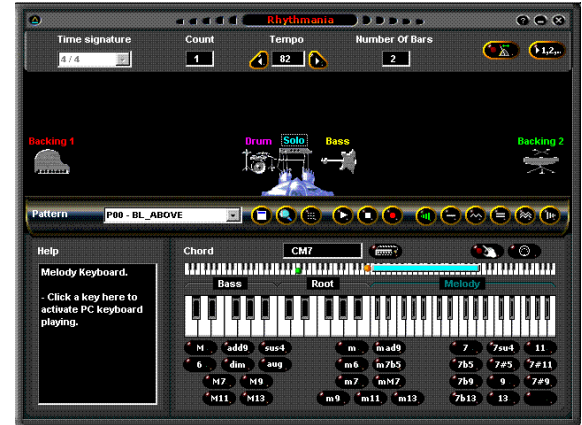 Rhythmania
Time signature Count Tempo Number Of Bars
4 / 4 1 82 2 1,2,..
Drum Solo Bass
Backing 1 Backing 2
Pattern P00 - BL_ABOVE
Help Chord CM7
Melody Keyboard.
- Click a key here to
activate PC keyboard
playing.
Bass Root Melody
M add9 sus4 m mad9 7 7su4 11
6 dim aug m6 m7b5 7b5 7#5 7#11
M7 M9 m7 mM7 7b9 9 7#9
M11 M13 m9 m11 m13 7b13 13